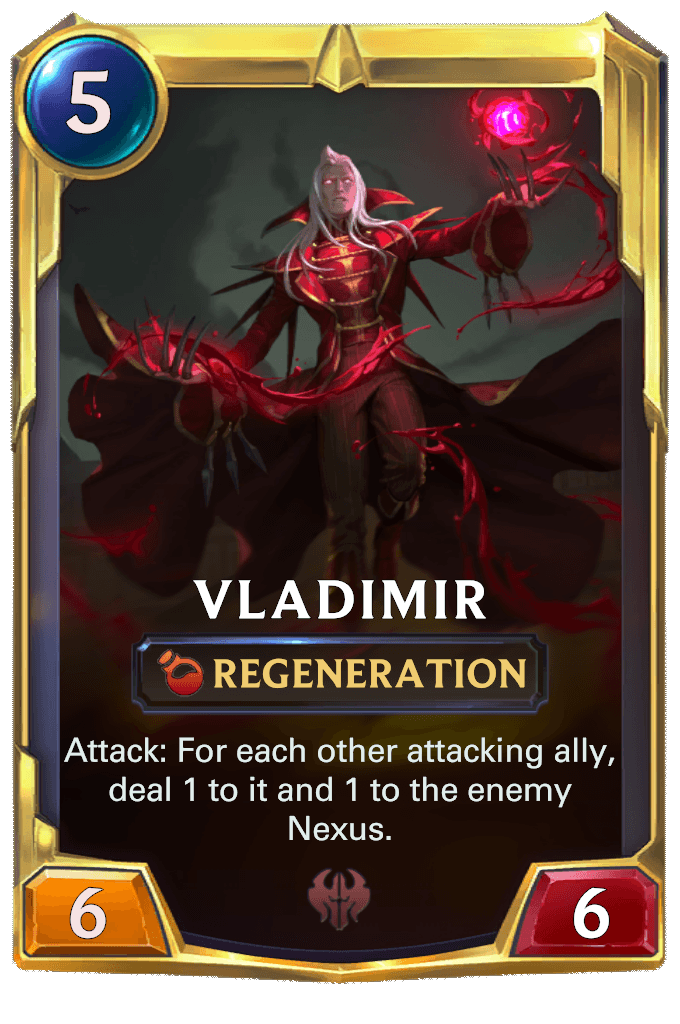 5
VLADIMIR
REGENERATION
Attack: For each other attacking ally,
deal 1 to it and 1 to the enemy
Nexus.
6
6